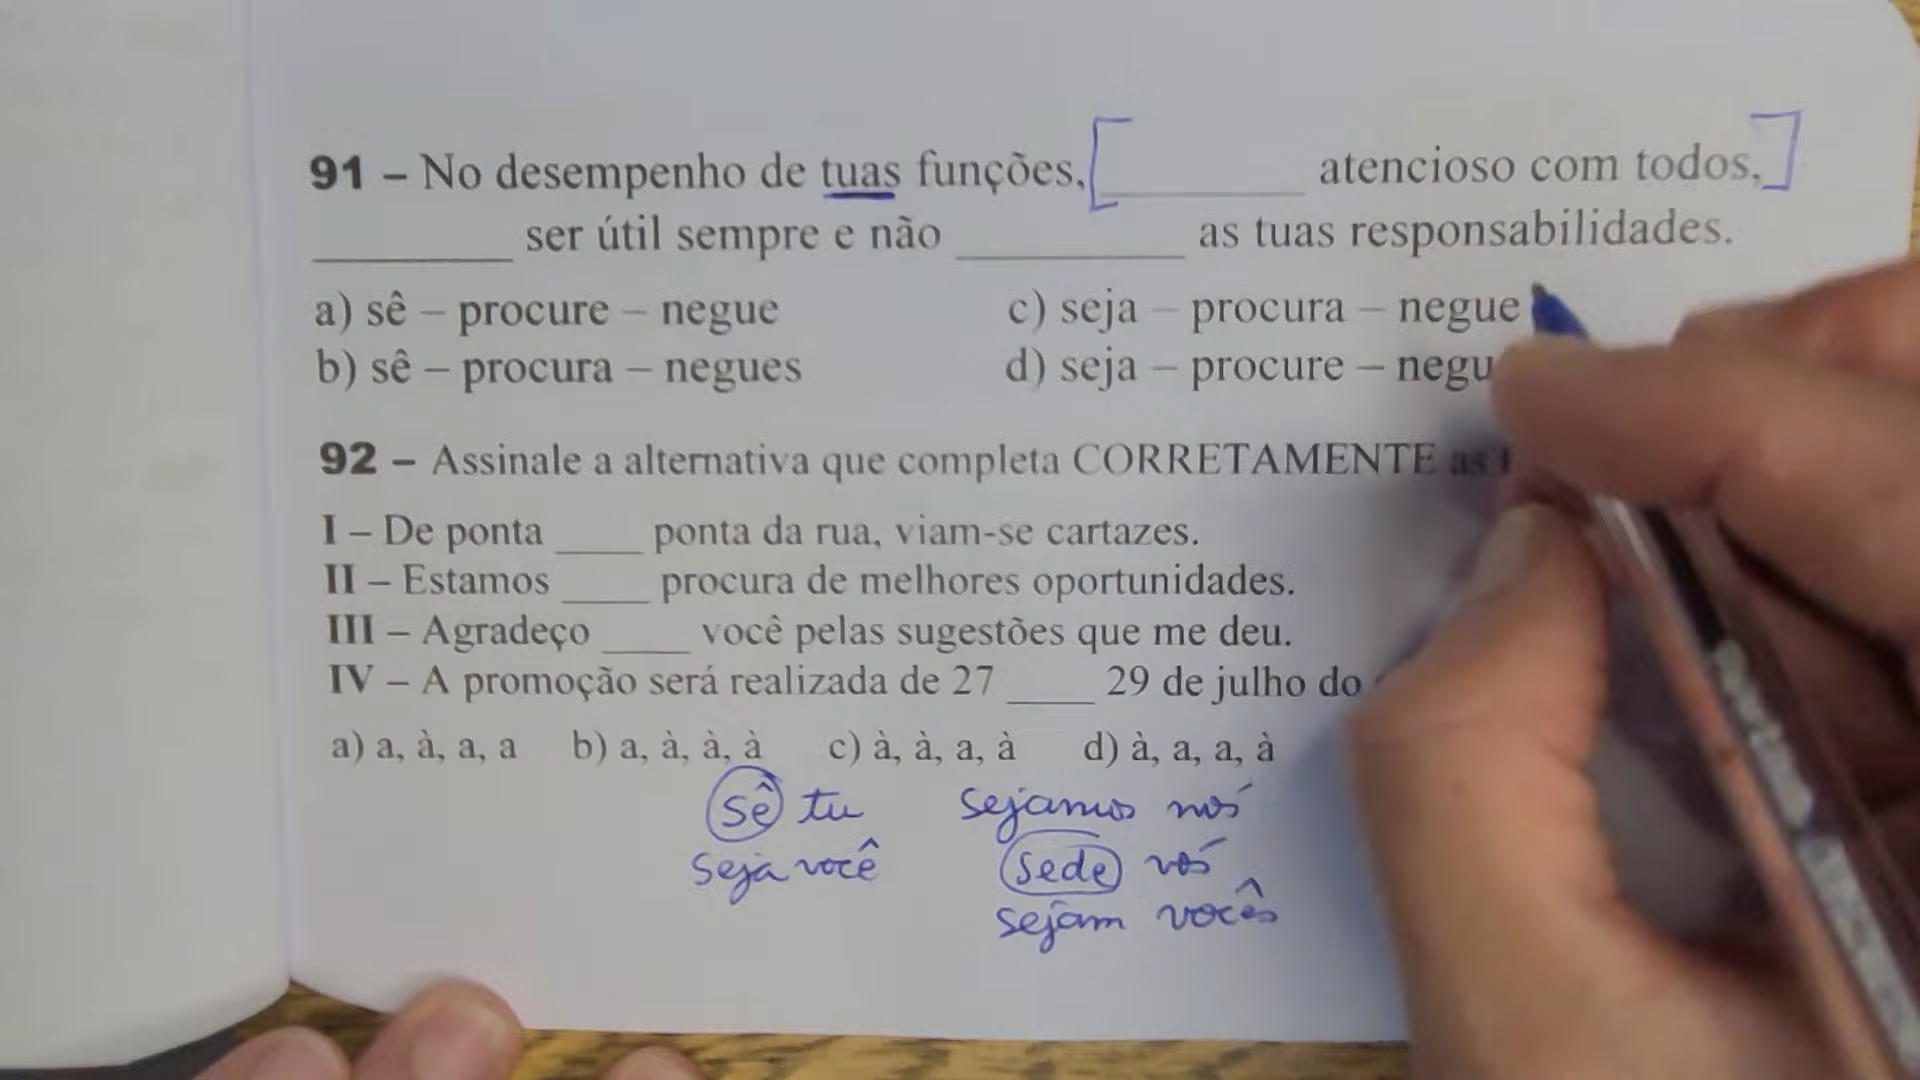 91 – No desempenho de tuas funções, __________ atencioso com todos,
__________ ser útil sempre e não __________ as tuas responsabilidades.
a) sê – procure – negue
c) seja – procura – negue
b) sê – procura – negues
d) seja – procure –
92 – Assinale a alternativa que completa CORRETAMENTE as
I – De ponta ____ ponta da rua, viam-se cartazes.
II – Estamos ____ procura de melhores oportunidades.
III – Agradeço ____ você pelas sugestões que me deu.
IV – A promoção será realizada de 27 ____ 29 de julho do
a) a, à, a, a b) a, à, à, à c) à, à, a, à d) à, a, a, à
sê tu
seja você
sejamos nós
sede vós
sejam vocês